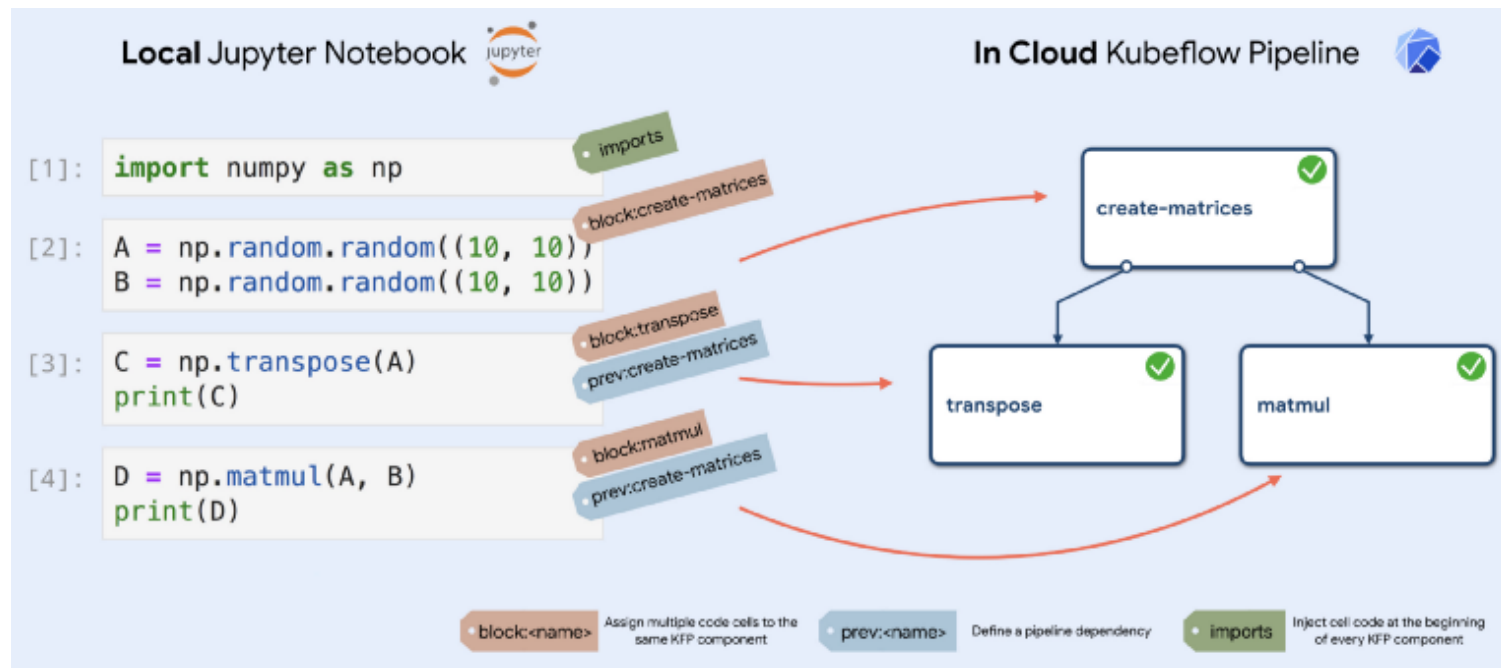 Local Jupyter Notebook
jupyter
In Cloud Kubeflow Pipeline
imports
[1]: import numpy as np
block:create-matrices
[2]: A = np.random.random((10, 10))
B = np.random.random((10, 10))
block:transpose
prev:create-matrices
[3]: C = np.transpose(A)
print(C)
block:matmul
prev:create-matrices
[4]: D = np.matmul(A, B)
print(D)
create-matrices
transpose
matmul
block:<name>
Assign multiple code cells to the
same KFP component
prev:<name>
Define a pipeline dependency
imports
Inject cell code at the beginning
of every KFP component